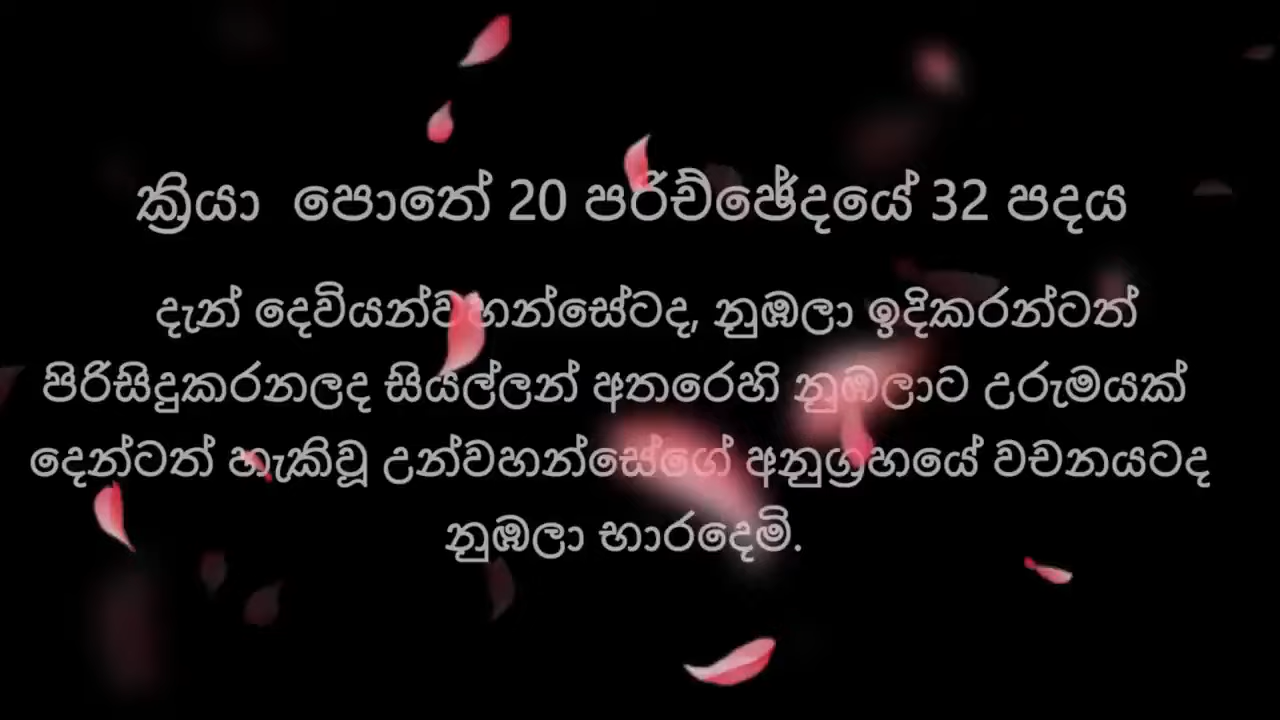 ක්‍රියා පොතේ 20 පරිච්ඡේදයේ 32 පදය
දැන් දෙවියන්වහන්සේටද, නුඹලා ඉදිකරන්ටත්
පිරිසිදුකරනලද සියල්ලන් අතරෙහි නුඹලාට උරුමයක්
දෙන්ටත් හැකිවූ උන්වහන්සේගේ අනුග්‍රහයේ වචනයටද
නුඹලා භාරදෙමි.